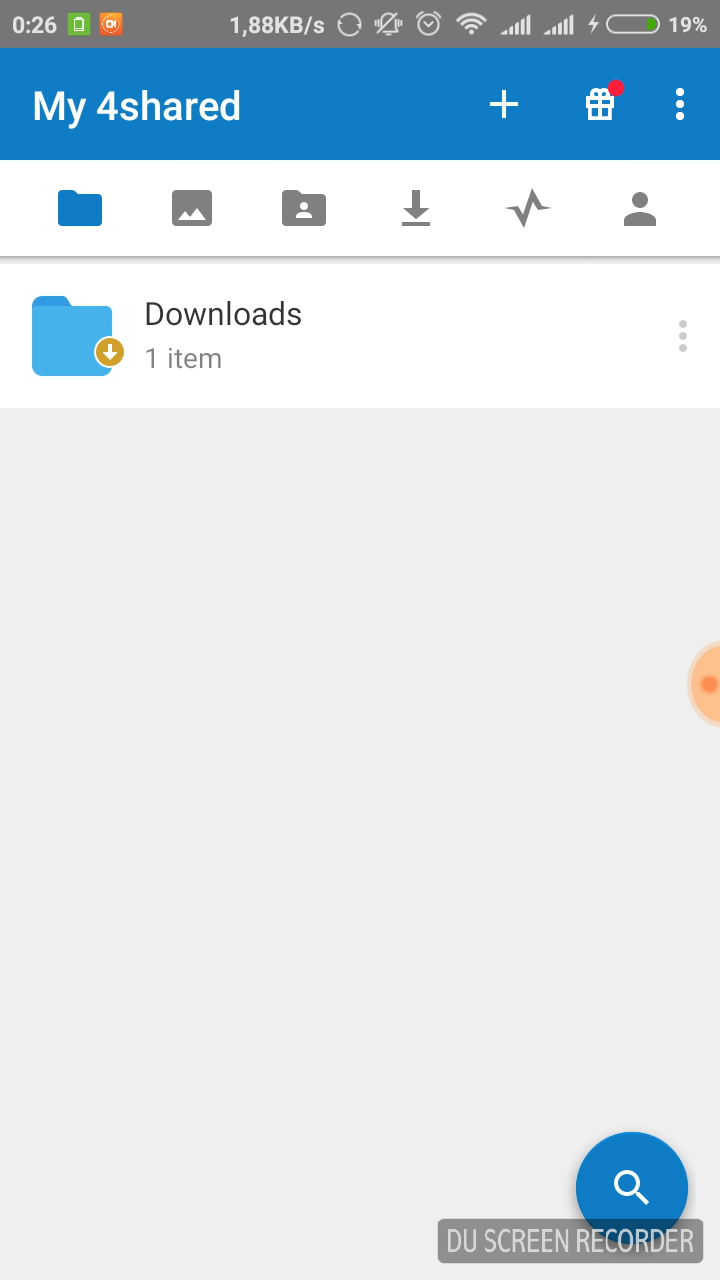 0:26 1,88KB/s 19%
My 4shared
Downloads
1 item
DU SCREEN RECORDER